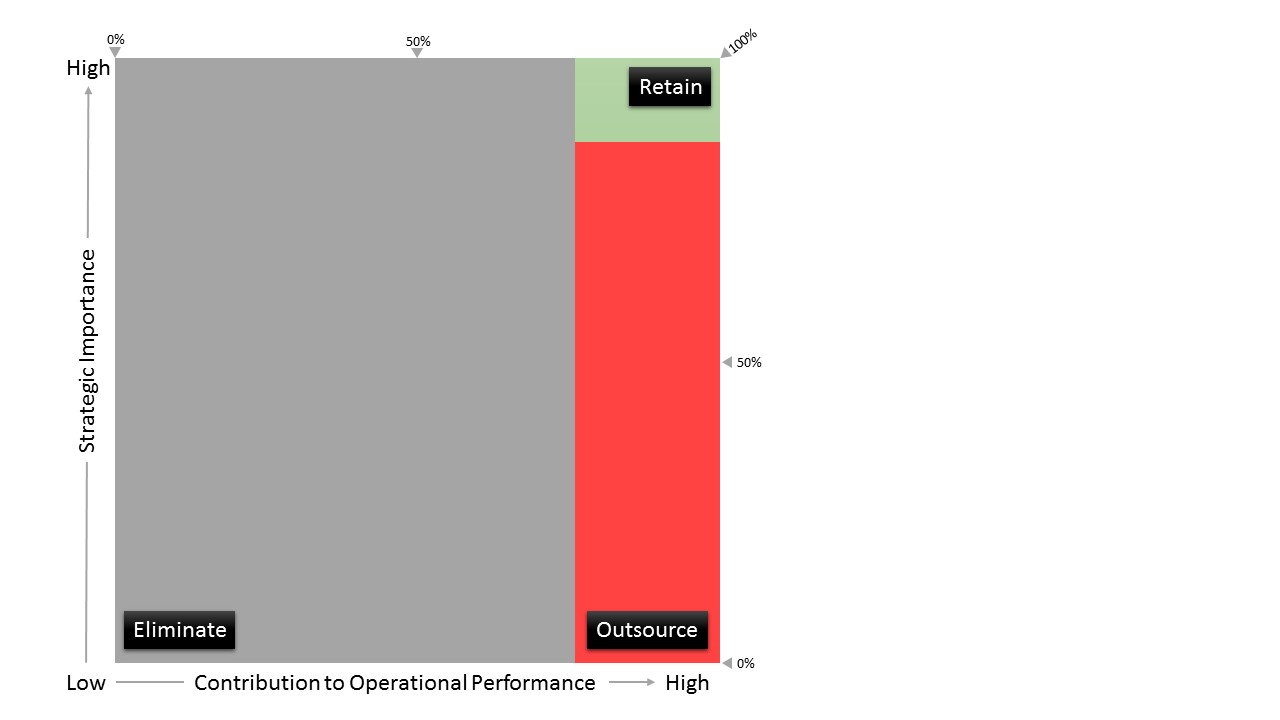 0%
50%
100%
High
Retain
Strategic Importance
50%
Eliminate
Outsource
0%
Low
Contribution to Operational Performance
High